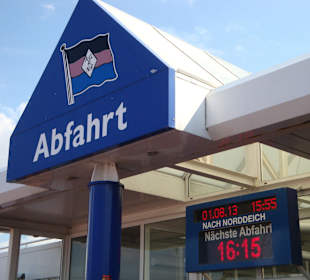 Abfahrt
01.08.13 15:55
NACH NORDDEICH
Nächste Abfahrt
16:15